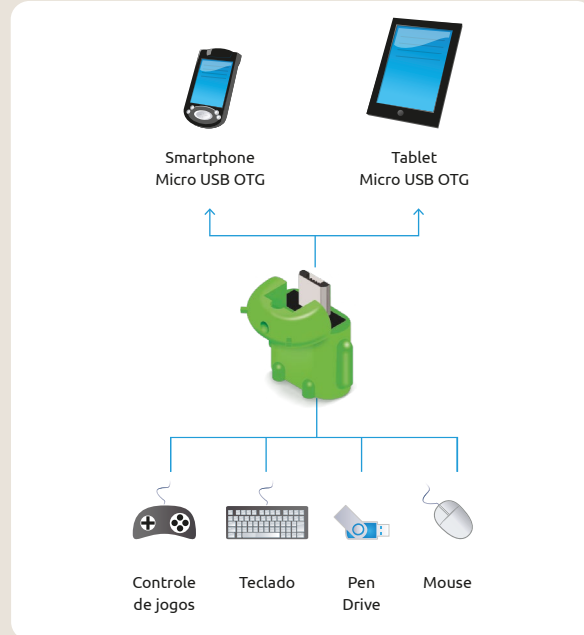 Smartphone
Micro USB OTG
Tablet
Micro USB OTG
Controle
de jogos
Teclado
Pen
Drive
Mouse